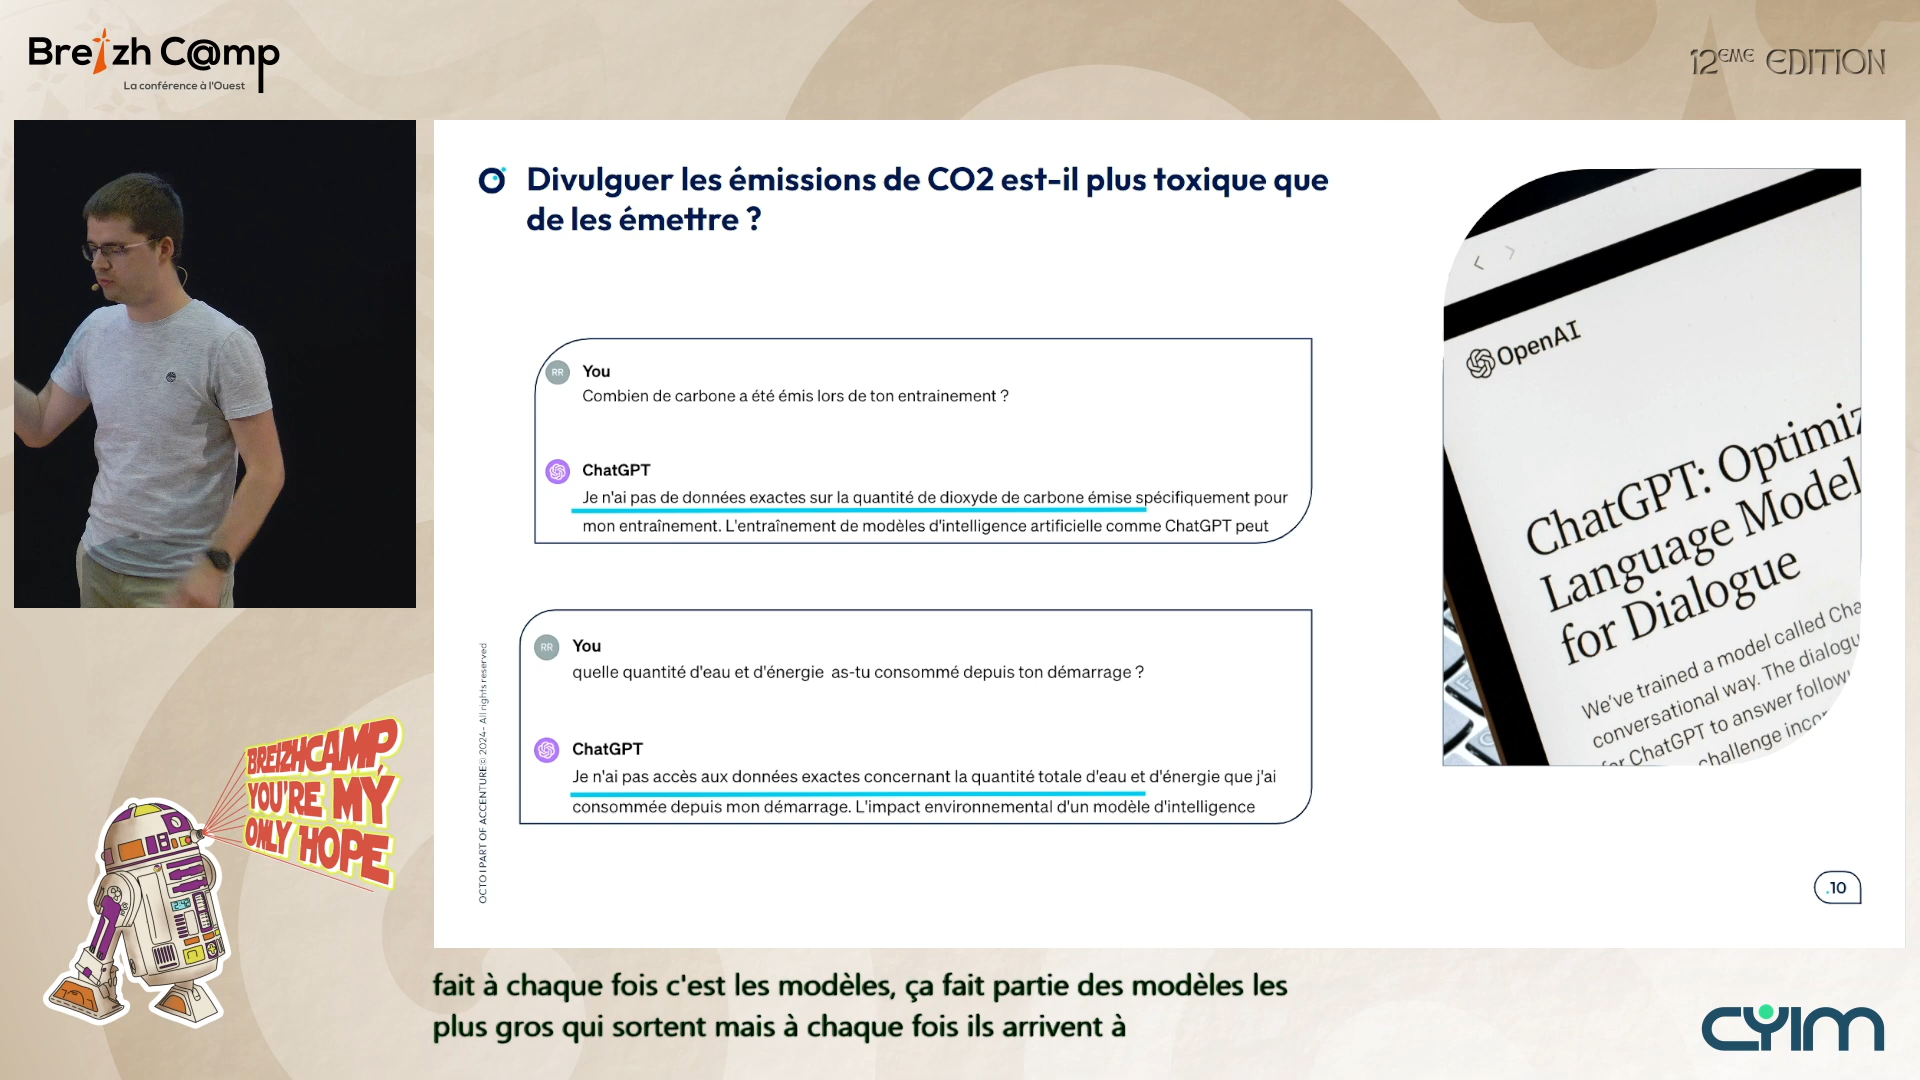 Breizh C@mp
La conférence à l'Ouest
12EME EDITION
Divulguer les émissions de CO2 est-il plus toxique que
de les émettre ?
RR
You
Combien de carbone a été émis lors de ton entrainement ?
ChatGPT
Je n'ai pas de données exactes sur la quantité de dioxyde de carbone émise spécifiquement pour
mon entraînement. L'entraînement de modèles d'intelligence artificielle comme ChatGPT peut
RR
You
quelle quantité d'eau et d'énergie as-tu consommé depuis ton démarrage ?
ChatGPT
Je n'ai pas accès aux données exactes concernant la quantité totale d'eau et d'énergie que j'ai
consommée depuis mon démarrage. L'impact environnemental d'un modèle d'intelligence
OpenAI
ChatGPT: Optimiz
Language Model
for Dialogue
We've trained a model called Cha
conversational way. The dialogu
for ChatGPT to answer follow
challenge inco
OCTO | PART OF ACCENTURE © 2024 - All rights reserved
.10
BREIZHCAMP,
YOU'RE MY
ONLY HOPE
fait à chaque fois c'est les modèles, ça fait partie des modèles les
plus gros qui sortent mais à chaque fois ils arrivent à
CYIM